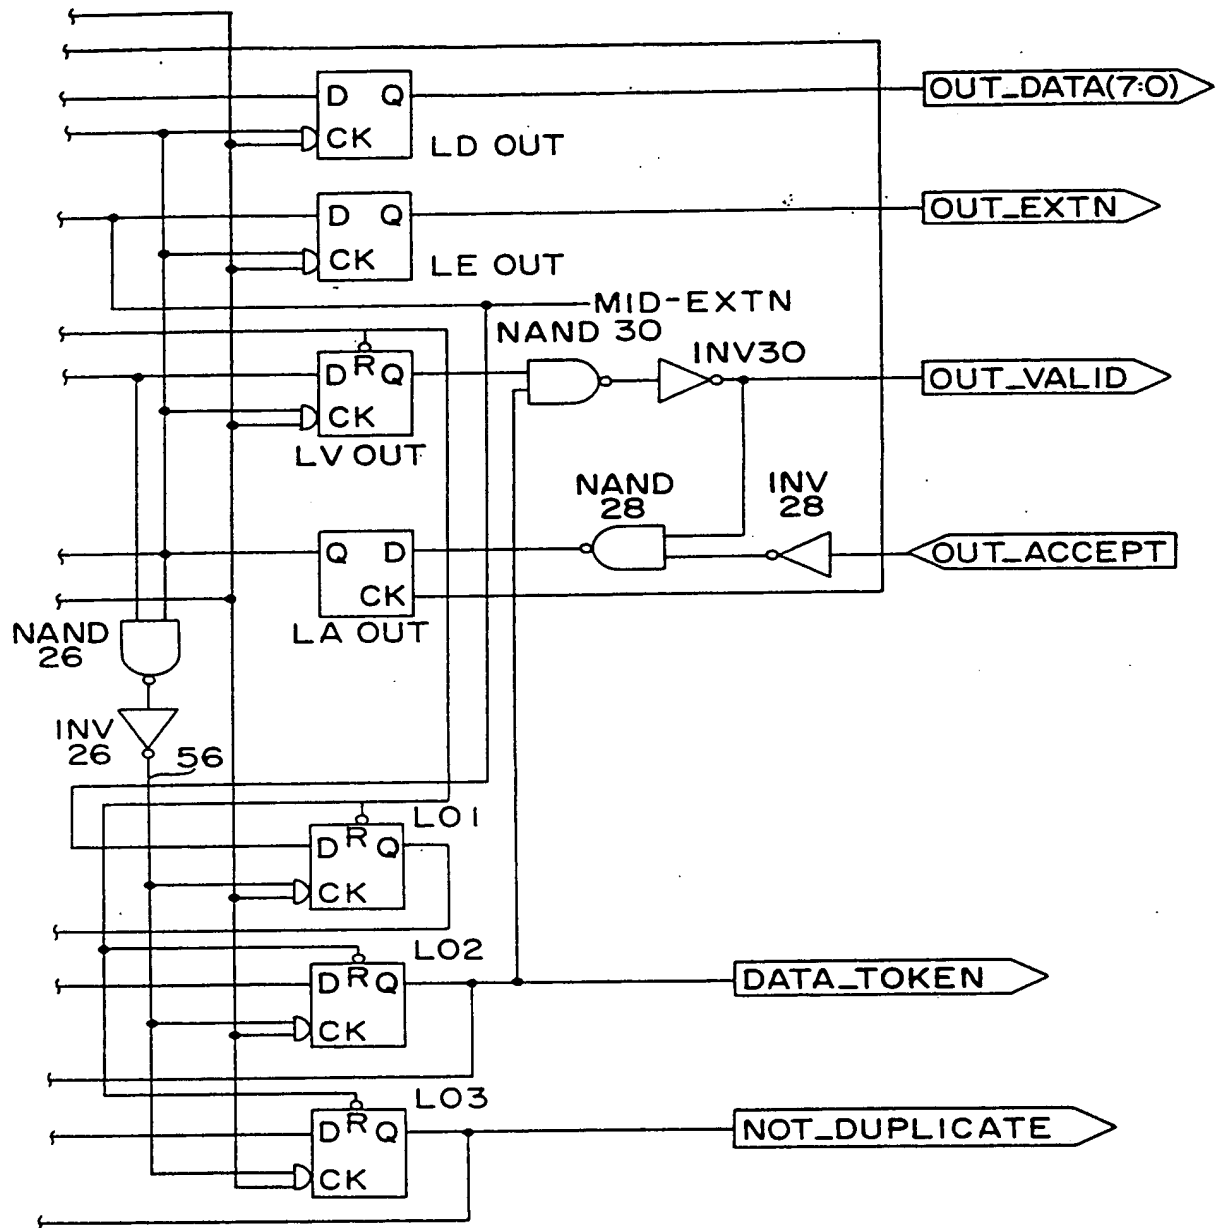 D Q
CK
LD OUT
OUT_DATA(7:0)
D Q
CK
LE OUT
OUT_EXTN
MID-EXTN
NAND 30
INV30
R
D Q
CK
LV OUT
OUT_VALID
NAND
28
INV
28
Q D
CK
LA OUT
OUT_ACCEPT
NAND
26
INV
26
56
LO1
R
D Q
CK
LO2
R
D Q
CK
DATA_TOKEN
LO3
R
D Q
CK
NOT_DUPLICATE